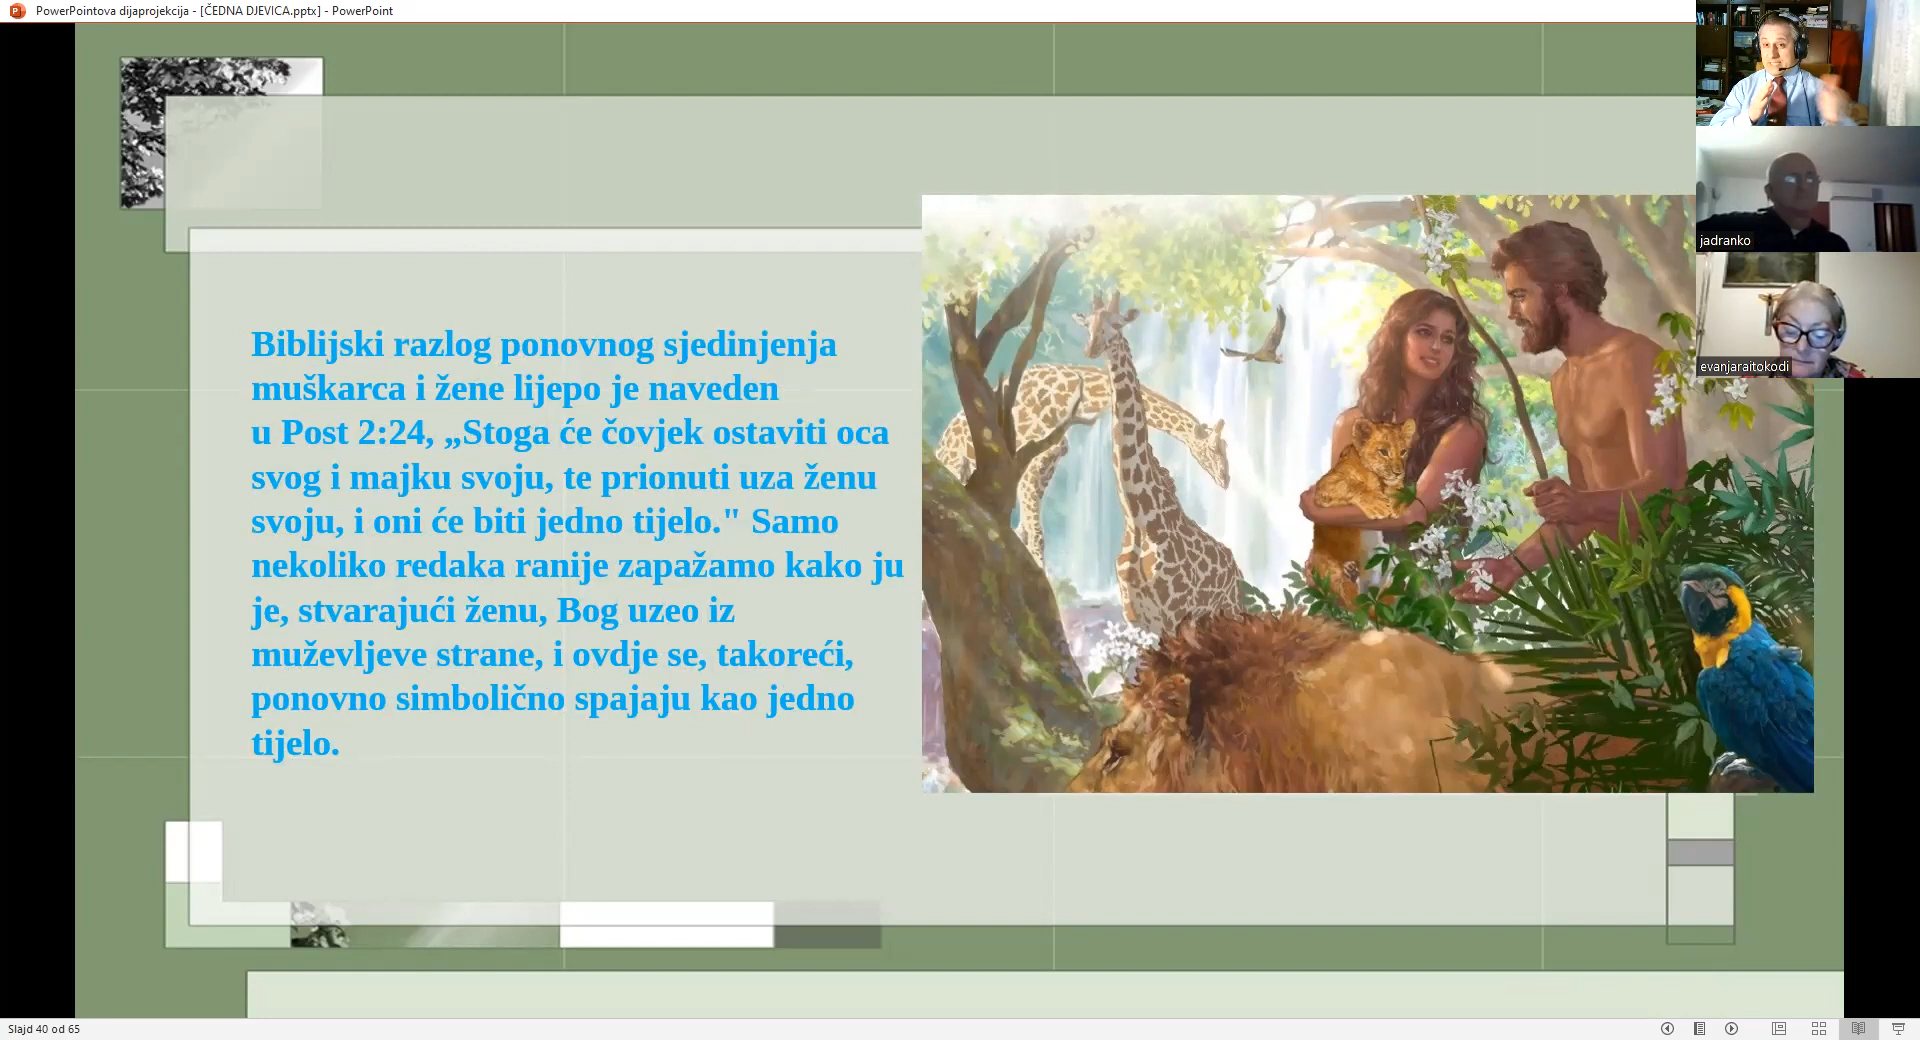 PowerPointova dijaprojekcija - [ČEDNA DJEVICA.pptx] - PowerPoint
jadranko
evanjaraitokodi
Biblijski razlog ponovnog sjedinjenja
muškarca i žene lijepo je naveden
u Post 2:24, „Stoga će čovjek ostaviti oca
svog i majku svoju, te prionuti uza ženu
svoju, i oni će biti jedno tijelo." Samo
nekoliko redaka ranije zapažamo kako ju
je, stvarajući ženu, Bog uzeo iz
muževljeve strane, i ovdje se, takoreći,
ponovno simbolično spajaju kao jedno
tijelo.
Slajd 40 od 65